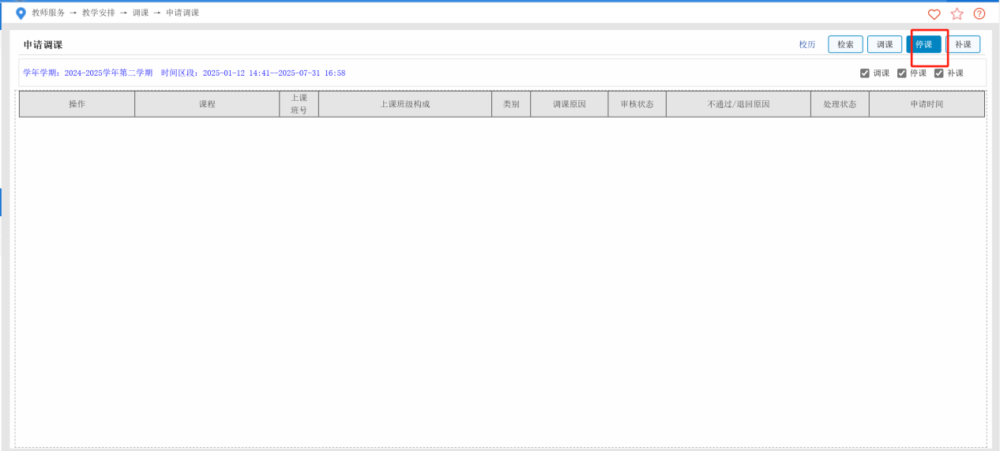 教师服务 → 教学安排 → 调课 → 申请调课
申请调课 校历 检索 调课 停课 补课
学年学期: 2024-2025学年第二学期 时间区段: 2025-01-12 14:41—2025-07-31 16:58 调课 停课 补课
操作 课程 上课班号 上课班级构成 类别 调课原因 审核状态 不通过/退回原因 处理状态 申请时间